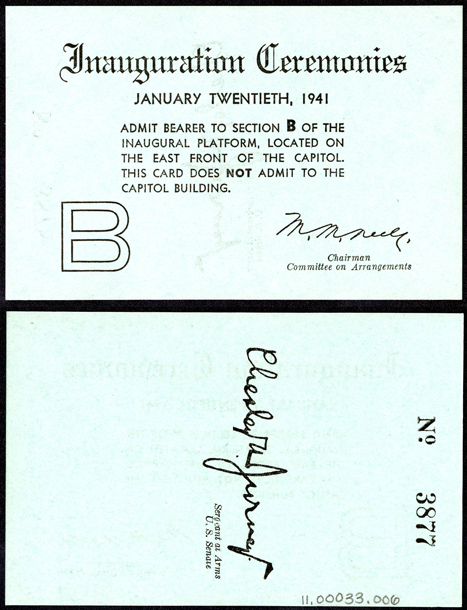 Inauguration Ceremonies
JANUARY TWENTIETH, 1941
ADMIT BEARER TO SECTION B OF THE
INAUGURAL PLATFORM, LOCATED ON
THE EAST FRONT OF THE CAPITOL.
THIS CARD DOES NOT ADMIT TO THE
CAPITOL BUILDING.
B
M. M. Neely.
Chairman
Committee on Arrangements
Chesley W. Jurney.
Sergeant at Arms
U. S. Senate
No. 3877
11,00033.006